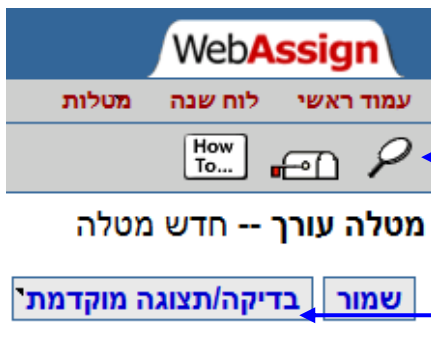 WebAssign
עמוד ראשי לוח שנה מטלות
How
To...
מטלה עורך -- חדש מטלה
שמור בדיקה/תצוגה מוקדמת